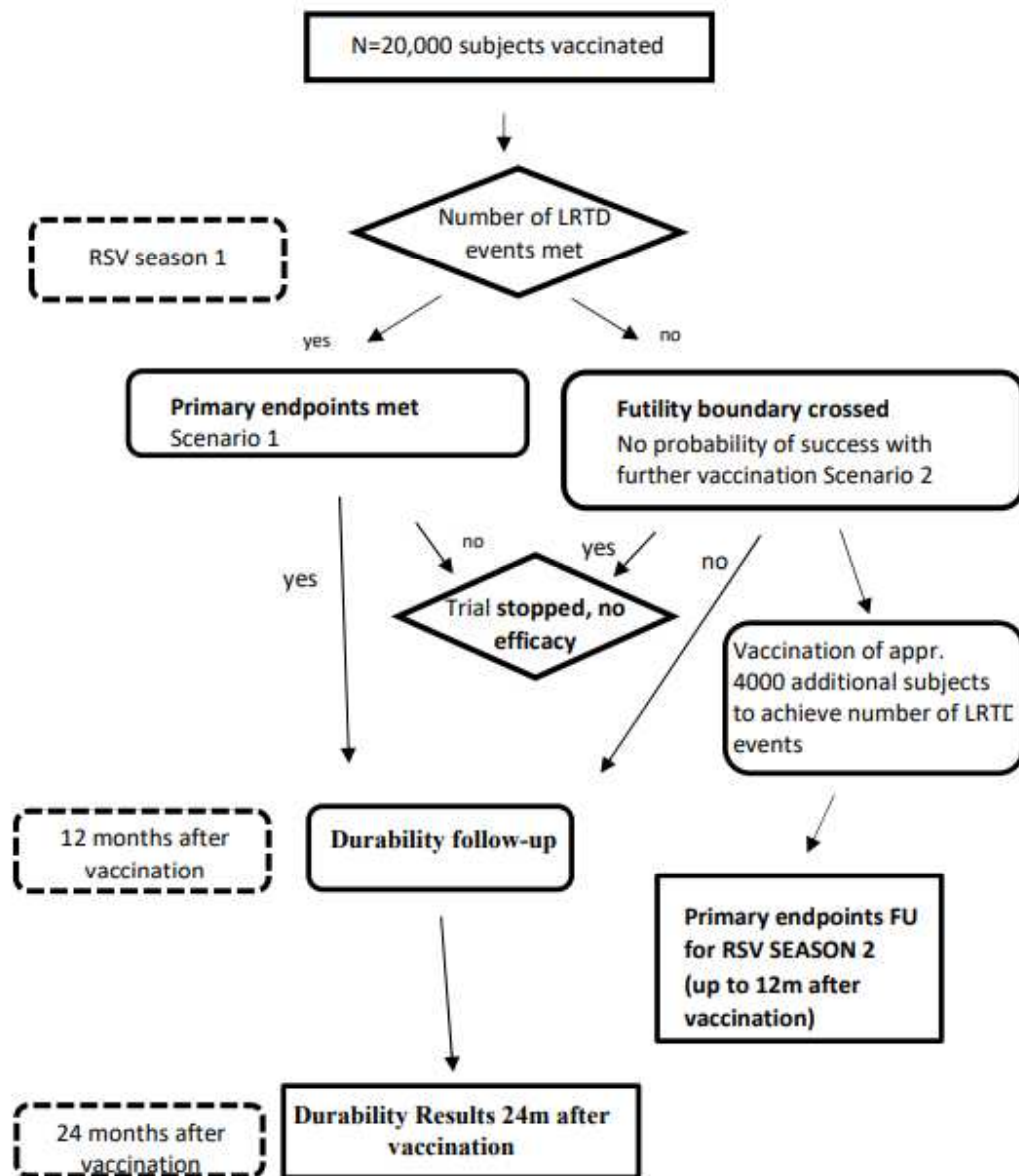 N=20,000 subjects vaccinated
Number of LRTD
events met
RSV season 1
yes
no
Primary endpoints met
Scenario 1
Futility boundary crossed
No probability of success with
further vaccination Scenario 2
yes
no
yes
no
Trial stopped, no
efficacy
Vaccination of appr.
4000 additional subjects
to achieve number of LRTD
events
12 months after
vaccination
Durability follow-up
Primary endpoints FU
for RSV SEASON 2
(up to 12m after
vaccination)
24 months after
vaccination
Durability Results 24m after
vaccination